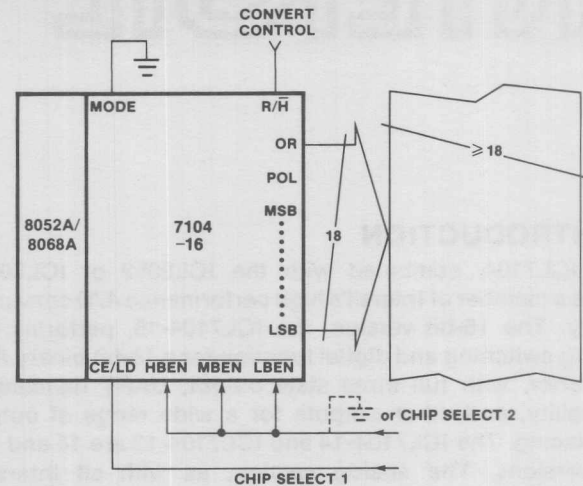 CONVERT
CONTROL
MODE
R/H̅
OR
POL
MSB
LSB
8052A/
8068A
7104
–16
18
≥ 18
CE/LD HBEN MBEN LBEN
or CHIP SELECT 2
CHIP SELECT 1